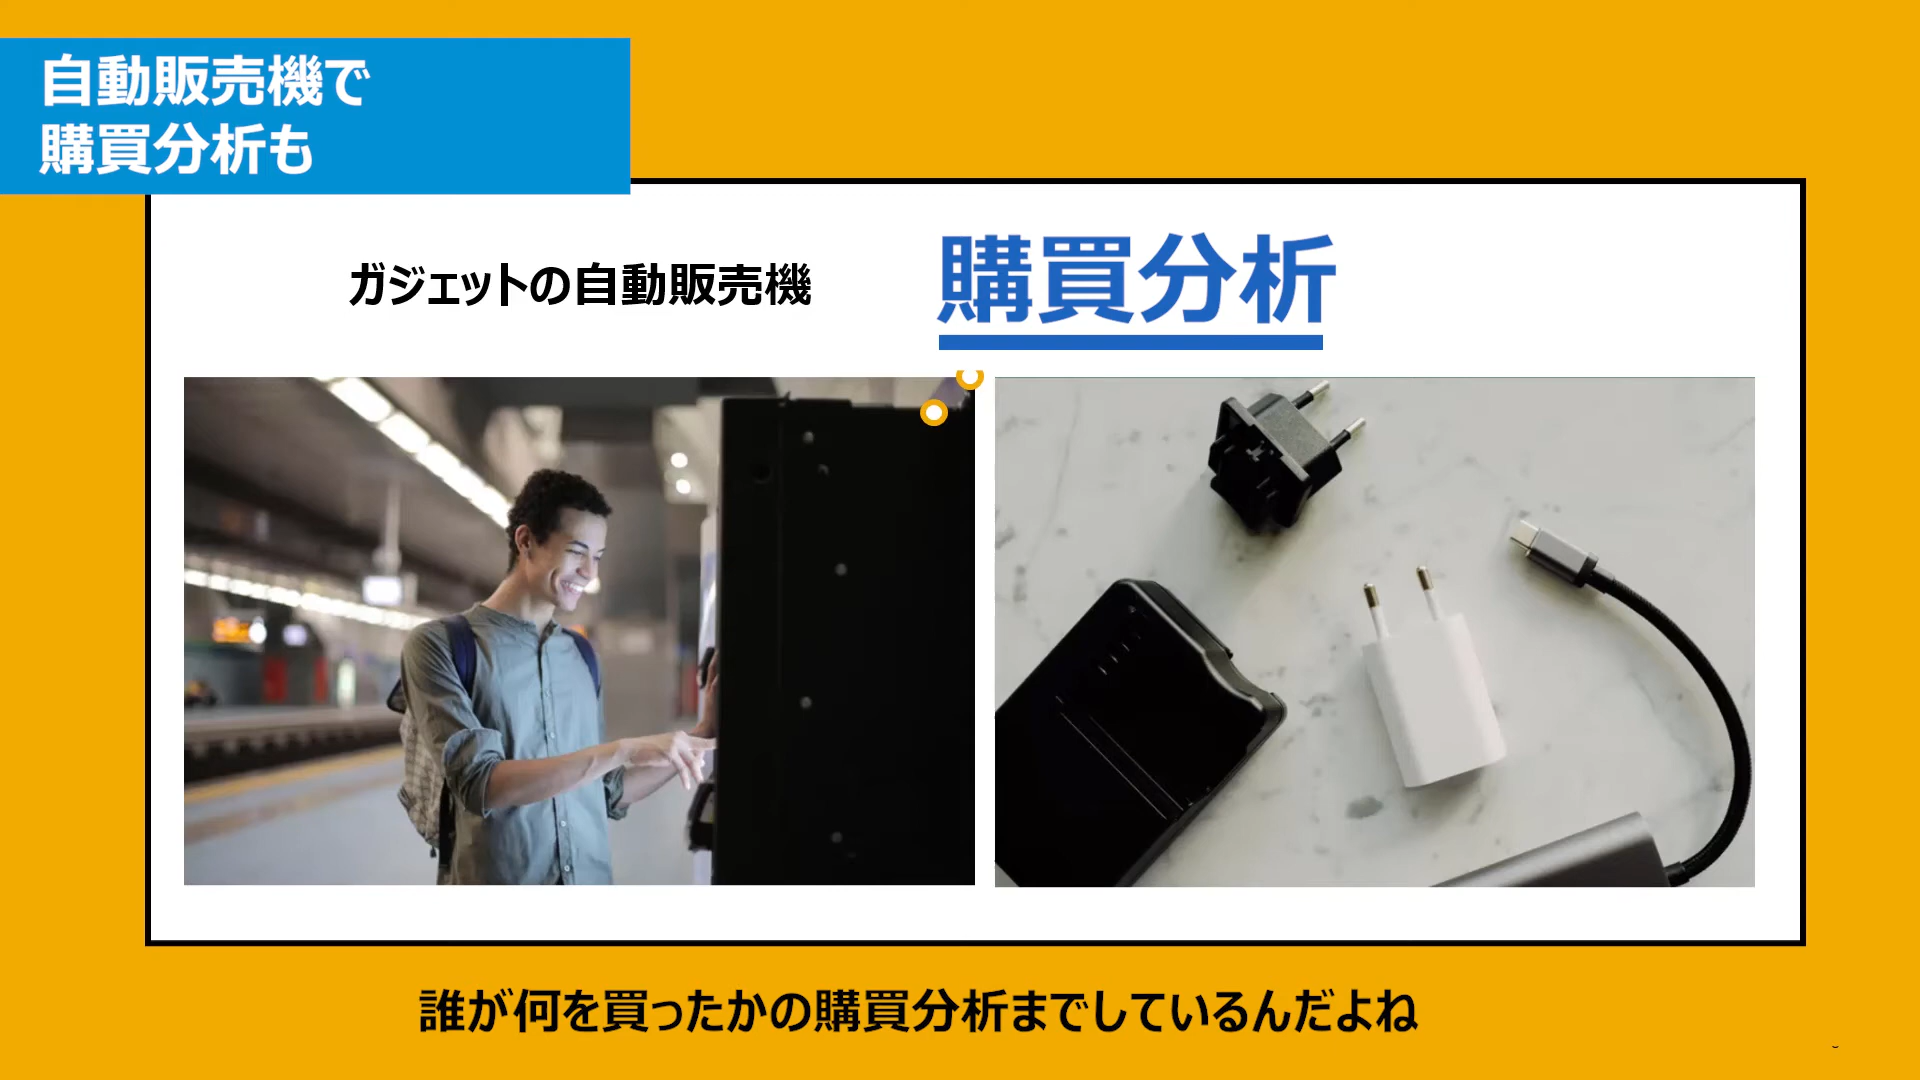 自動販売機で
購買分析も
ガジェットの自動販売機
購買分析
誰が何を買ったかの購買分析までしているんだよね